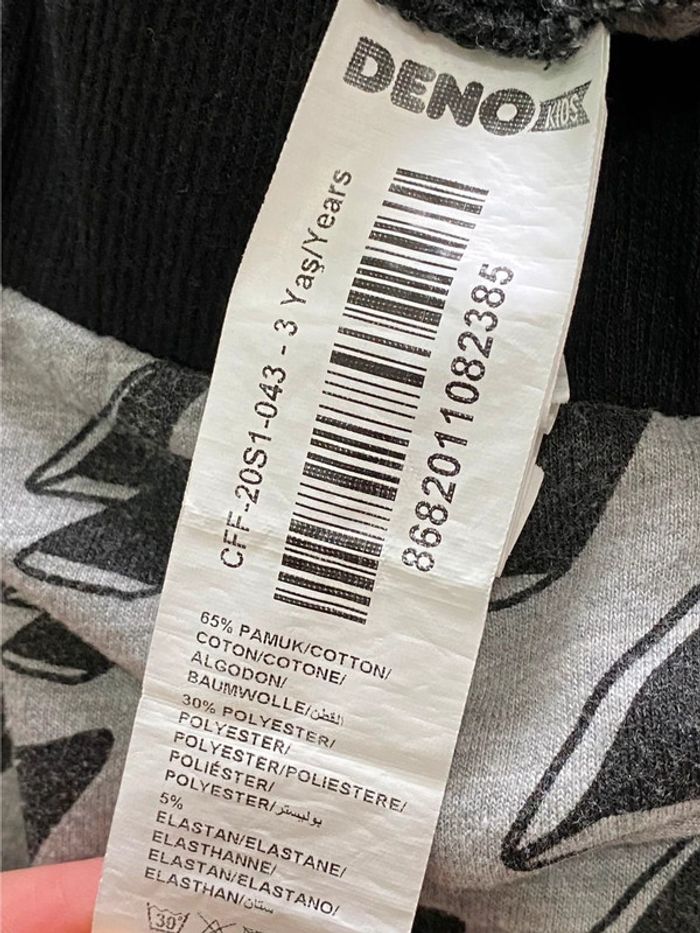 DENO KIDS
CFF-20S1-043 - 3 Yaş/Years
8682011082385
65% PAMUK/COTTON/
COTON/COTONE/
ALGODON/
BAUMWOLLE/القطن
30% POLYESTER/
POLYESTER/
POLYESTER/POLIESTERE/
POLIÉSTER/
POLYESTER/بوليستر
5%
ELASTAN/ELASTANE/
ELASTHANNE/
ELASTAN/ELASTANO/
ELASTHAN/ستان
30°